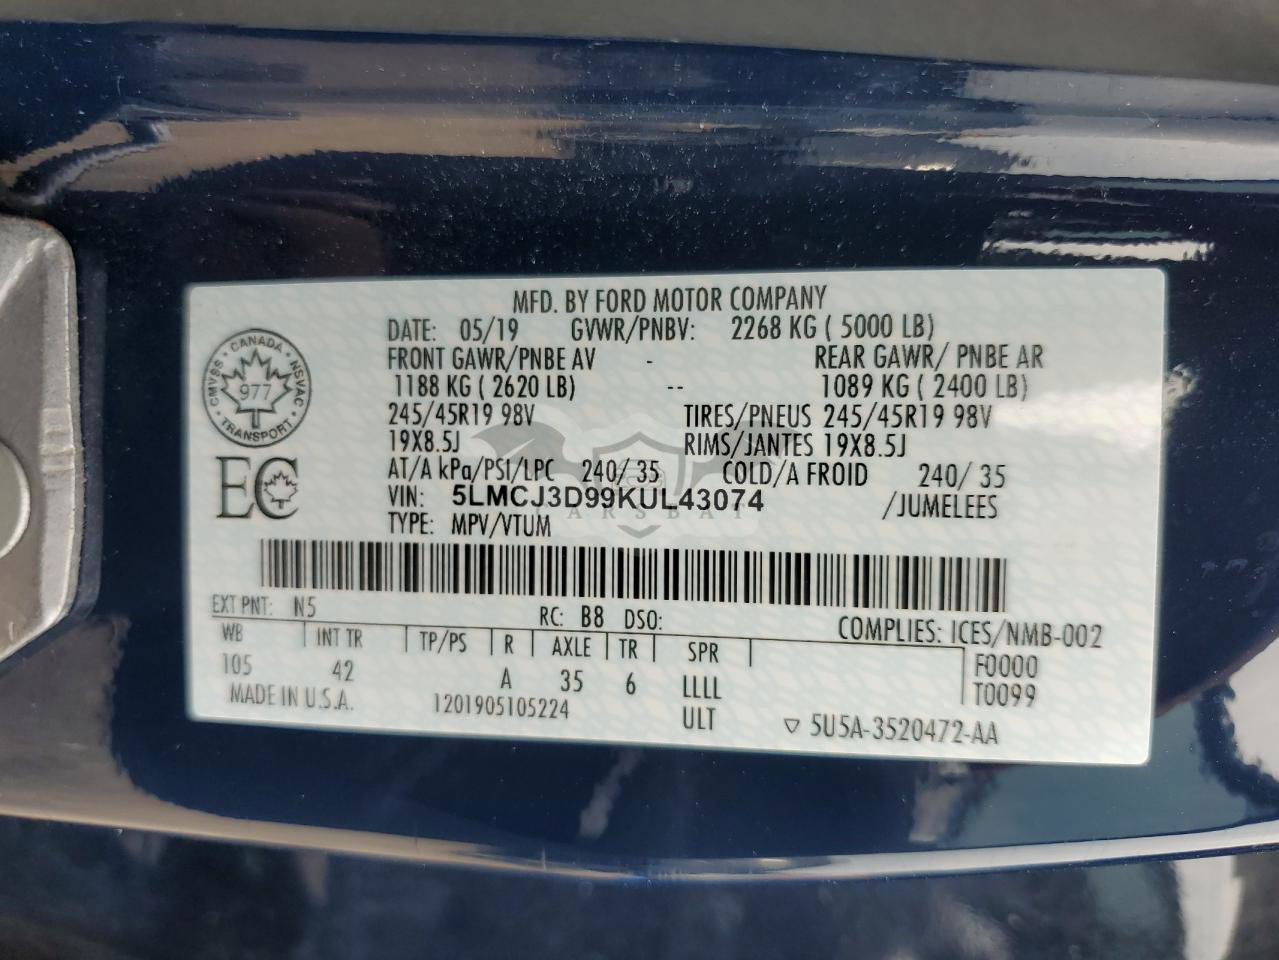 MFD. BY FORD MOTOR COMPANY
DATE: 05/19 GVWR/PNBV: 2268 KG ( 5000 LB)
FRONT GAWR/PNBE AV - REAR GAWR/ PNBE AR
1188 KG ( 2620 LB) -- 1089 KG ( 2400 LB)
245/45R19 98V TIRES/PNEUS 245/45R19 98V
19X8.5J RIMS/JANTES 19X8.5J
AT/A kPa/PSI/LPC 240/ 35 COLD/A FROID 240/ 35
VIN: 5LMCJ3D99KUL43074 /JUMELEES
TYPE: MPV/VTUM
CMVSS • CANADA • NSVAC • TRANSPORT
977
EC
CARSBAT
EXT PNT: N5 RC: B8 DSO:
WB INT TR TP/PS R AXLE TR SPR COMPLIES: ICES/NMB-002
105 42 A 35 6 LLLL F0000
T0099
MADE IN U.S.A. 1201905105224 ULT ▽ 5U5A-3520472-AA